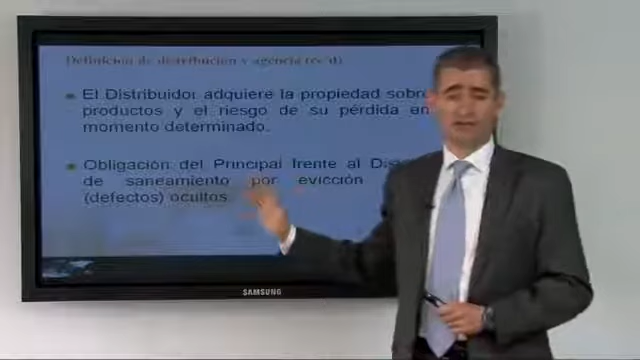 Definición de distribución y agencia (cc'd)
El Distribuidor adquiere la propiedad sobre
productos y el riesgo de su pérdida en
momento determinado.
Obligación del Principal frente al
de saneamiento por evicción
(defectos) ocultos
SAMSUNG